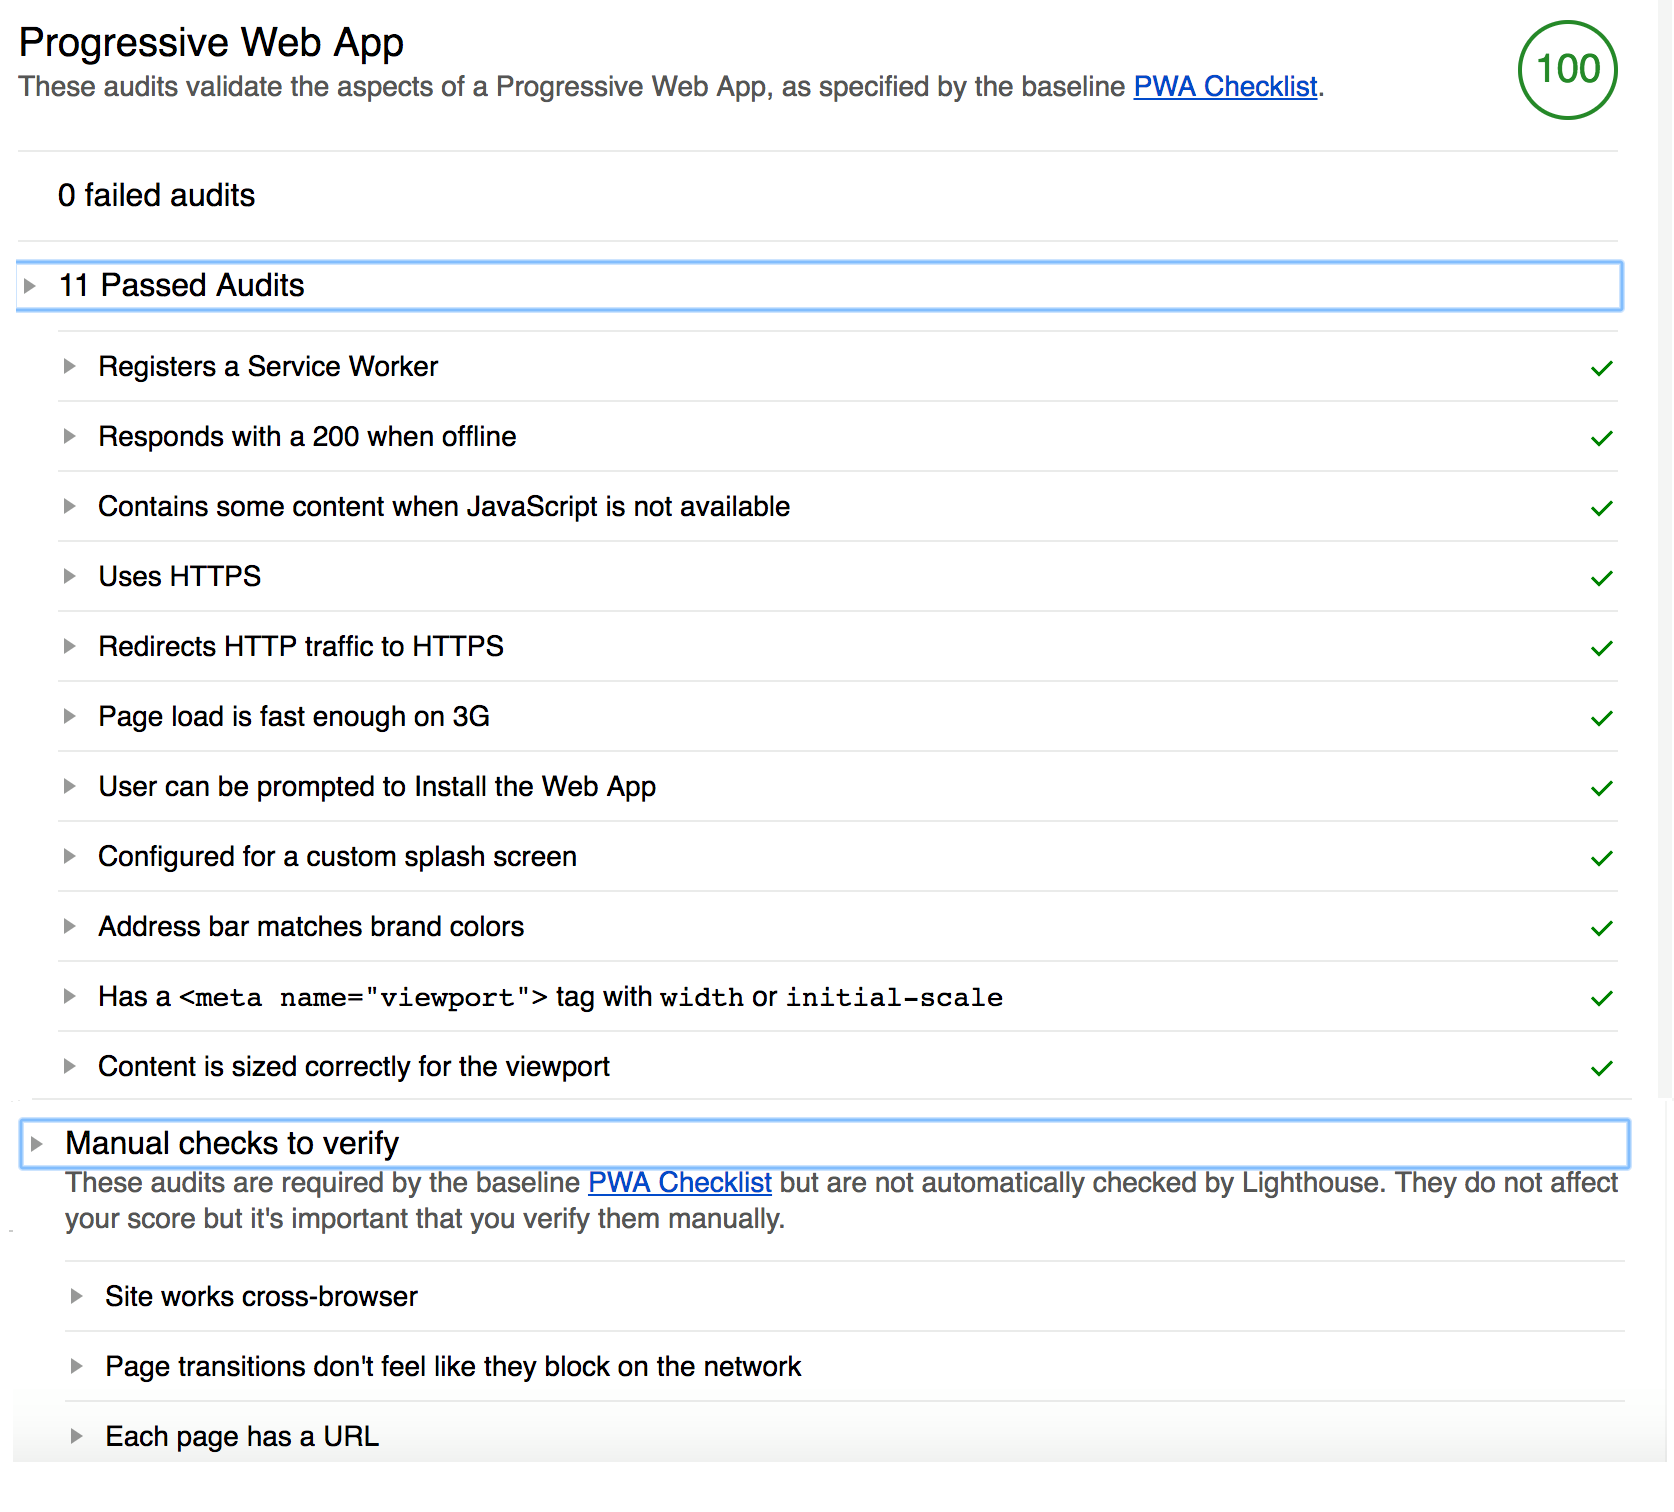 Progressive Web App
100
These audits validate the aspects of a Progressive Web App, as specified by the baseline PWA Checklist.
0 failed audits
11 Passed Audits
Registers a Service Worker
Responds with a 200 when offline
Contains some content when JavaScript is not available
Uses HTTPS
Redirects HTTP traffic to HTTPS
Page load is fast enough on 3G
User can be prompted to Install the Web App
Configured for a custom splash screen
Address bar matches brand colors
Has a <meta name="viewport"> tag with width or initial-scale
Content is sized correctly for the viewport
Manual checks to verify
These audits are required by the baseline PWA Checklist but are not automatically checked by Lighthouse. They do not affect
your score but it's important that you verify them manually.
Site works cross-browser
Page transitions don't feel like they block on the network
Each page has a URL